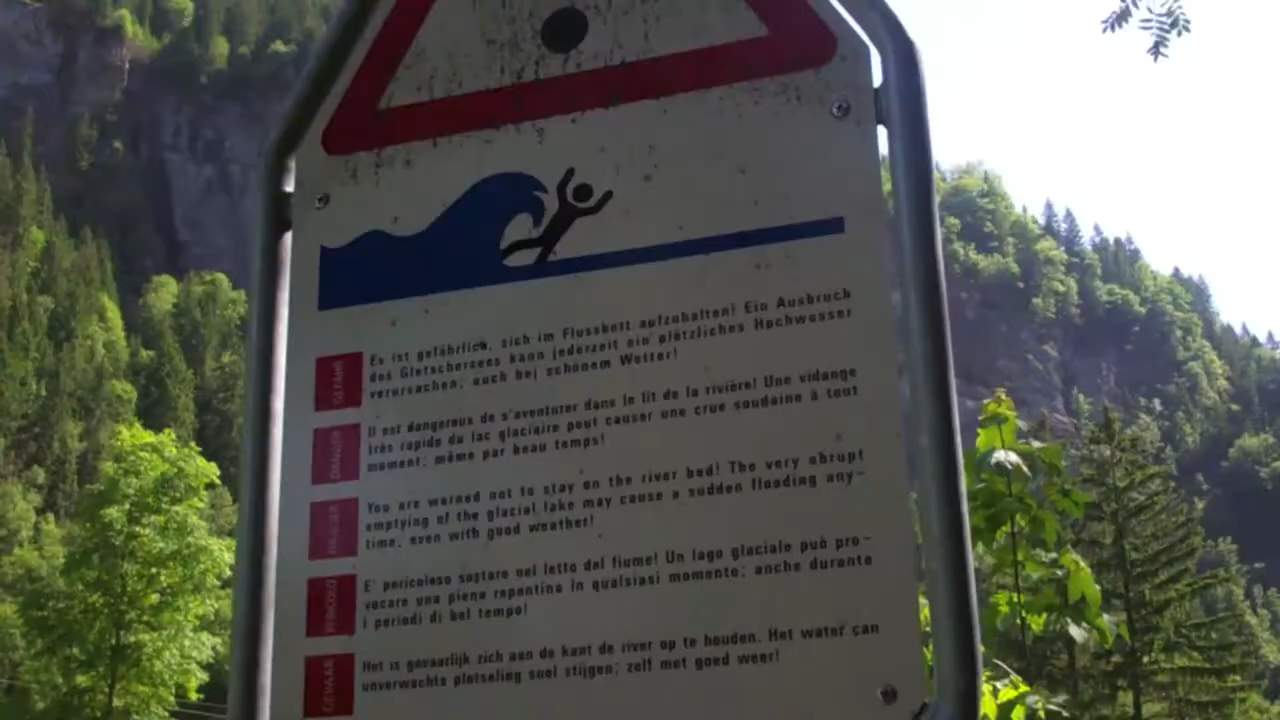 GEFAHR
Es ist gefährlich, sich im Flussbett aufzuhalten! Ein Ausbruch
des Gletschersees kann jederzeit ein plötzliches Hochwasser
verursachen; auch bei schönem Wetter!
DANGER
Il est dangereux de s'aventurer dans le lit de la rivière! Une vidange
très rapide du lac glaciaire peut causer une crue soudaine à tout
moment; même par beau temps!
DANGER
You are warned not to stay on the river bed! The very abrupt
emptying of the glacial lake may cause a sudden flooding any-
time; even with good weather!
PERICOLO
E' pericoloso sostare nel letto del fiume! Un lago glaciale può pro-
vocare una piena repentina in qualsiasi momento; anche durante
i periodi di bel tempo!
GEVAAR
Het is gevaarlijk zich aan de kant de river op te houden. Het water can
unverwachts plotseling snel stijgen; zelf met goed weer!